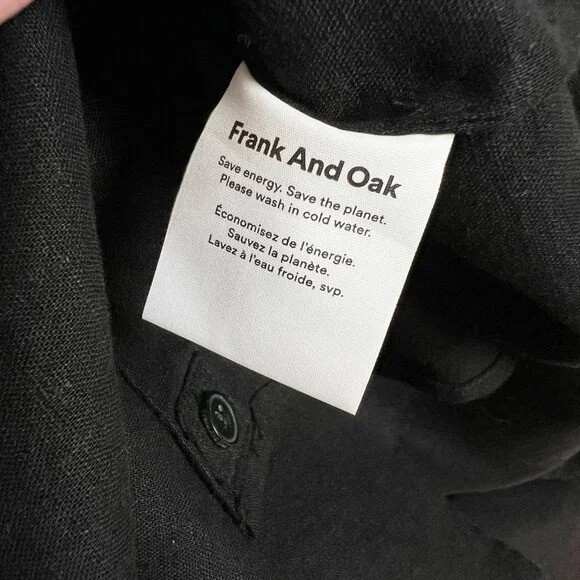 Frank And Oak
Save energy. Save the planet.
Please wash in cold water.
Économisez de l'énergie.
Sauvez la planète.
Lavez à l'eau froide, svp.